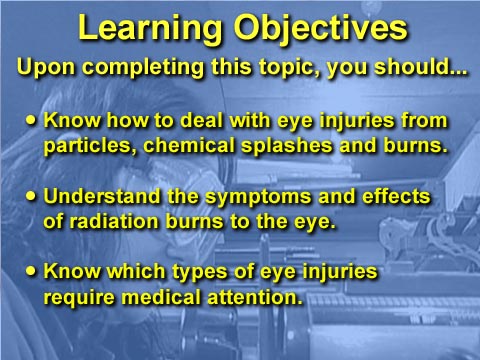 Learning Objectives
Upon completing this topic, you should...
• Know how to deal with eye injuries from
particles, chemical splashes and burns.
• Understand the symptoms and effects
of radiation burns to the eye.
• Know which types of eye injuries
require medical attention.